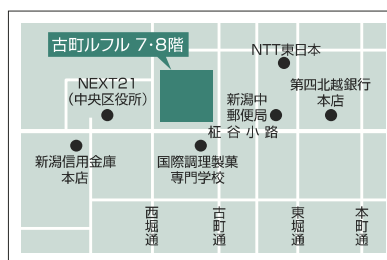 古町ルフル 7・8階
NTT東日本
NEXT21
(中央区役所)
新潟中
郵便局
第四北越銀行
本店
柾谷小路
新潟信用金庫
本店
国際調理製菓
専門学校
西堀通
古町通
東堀通
本町通